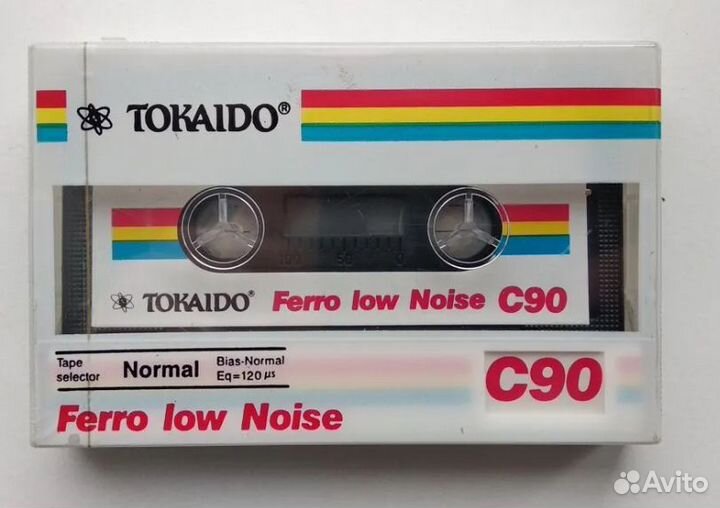 TOKAIDO®
100 50 0
TOKAIDO® Ferro low Noise C90
Tape selector Normal Bias-Normal Eq=120 µs
C90
Ferro low Noise
Avito